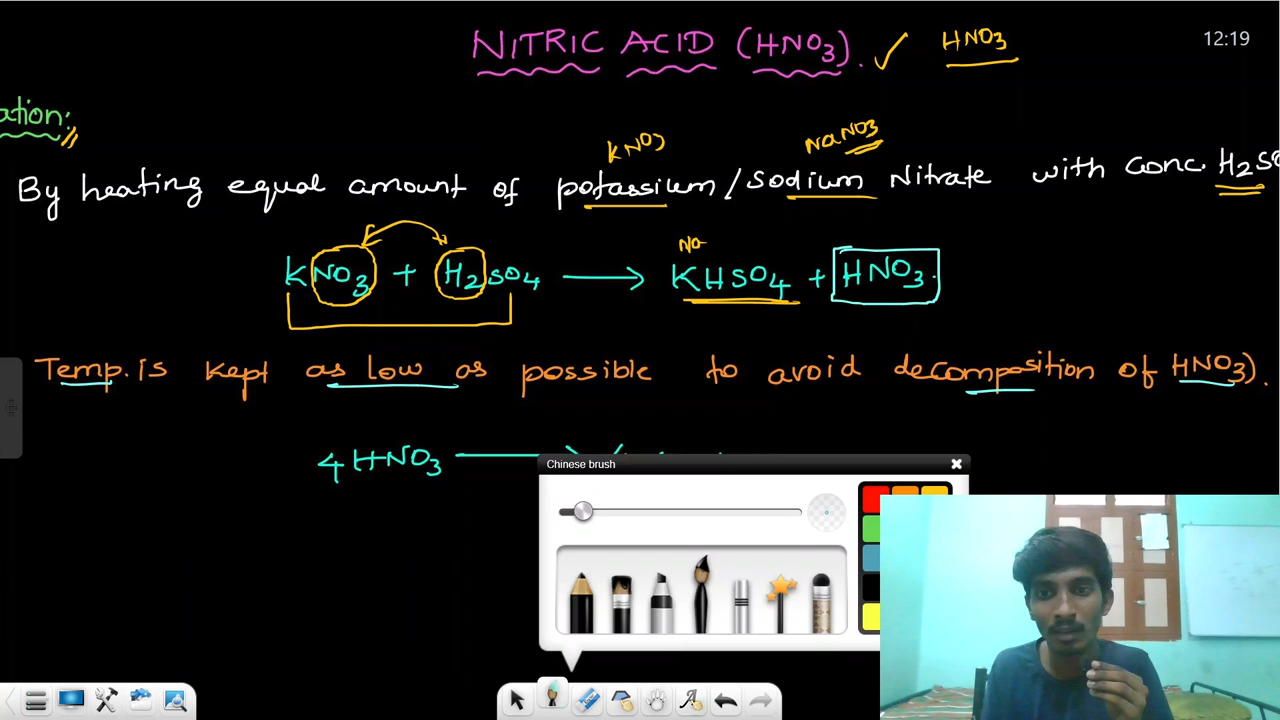 NITRIC ACID (HNO3). ✓ HNO3
12:19
ation:
KNO3 NaNO3
By heating equal amount of potassium/Sodium Nitrate with conc. H2SO
Na
KNO3 + H2SO4 → KHSO4 + HNO3.
Temp. is kept as low as possible to avoid decomposition of HNO3).
4HNO3 →
Chinese brush